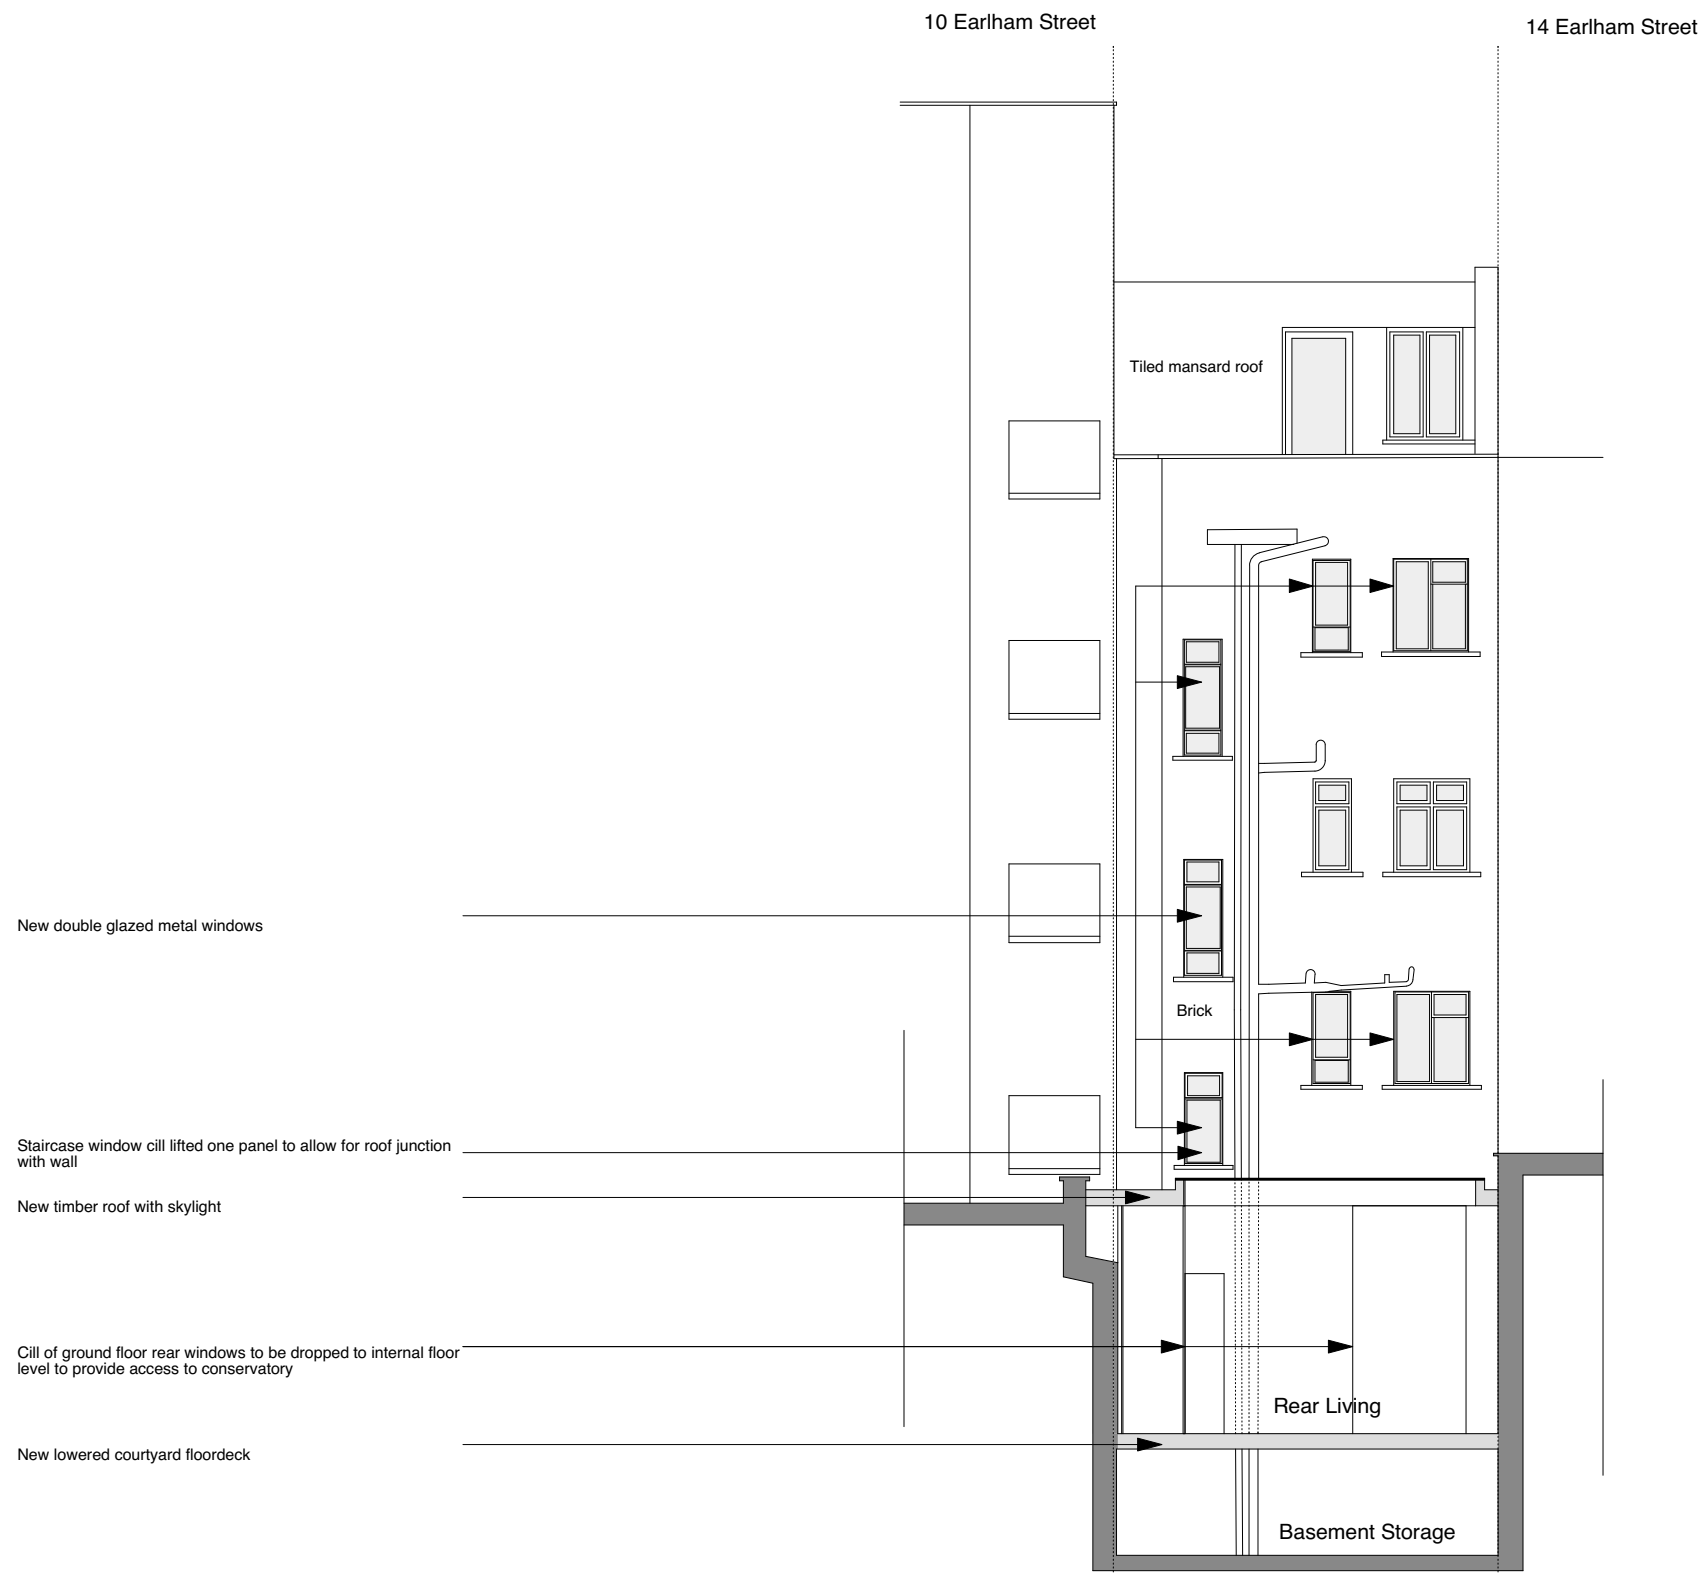 10 Earlham Street
14 Earlham Street
Tiled mansard roof
New double glazed metal windows
Brick
Staircase window cill lifted one panel to allow for roof junction
with wall
New timber roof with skylight
Cill of ground floor rear windows to be dropped to internal floor
level to provide access to conservatory
Rear Living
New lowered courtyard floordeck
Basement Storage